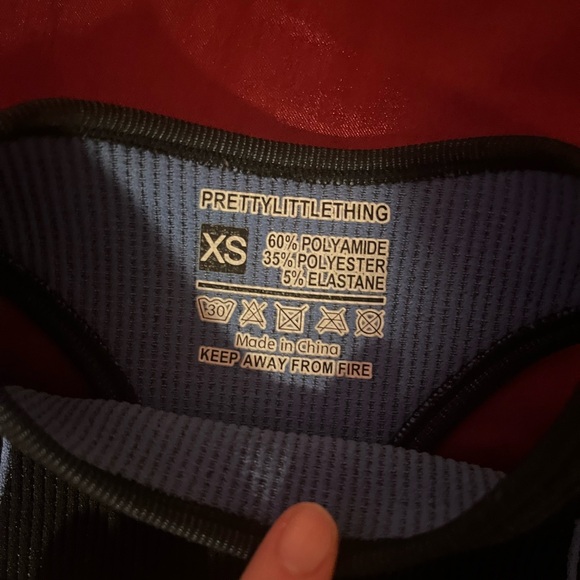 PRETTYLITTLETHING
XS
60% POLYAMIDE
35% POLYESTER
5% ELASTANE
30
Made in China
KEEP AWAY FROM FIRE